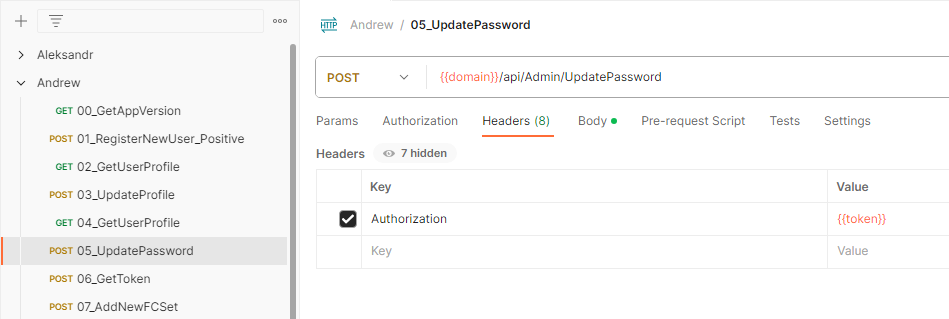 Aleksandr
Andrew
GET 00_GetAppVersion
POST 01_RegisterNewUser_Positive
GET 02_GetUserProfile
POST 03_UpdateProfile
GET 04_GetUserProfile
POST 05_UpdatePassword
POST 06_GetToken
POST 07_AddNewFCSet
HTTP Andrew / 05_UpdatePassword
POST {{domain}}/api/Admin/UpdatePassword
Params Authorization Headers (8) Body Pre-request Script Tests Settings
Headers 7 hidden
Key Value
Authorization {{token}}
Key Value